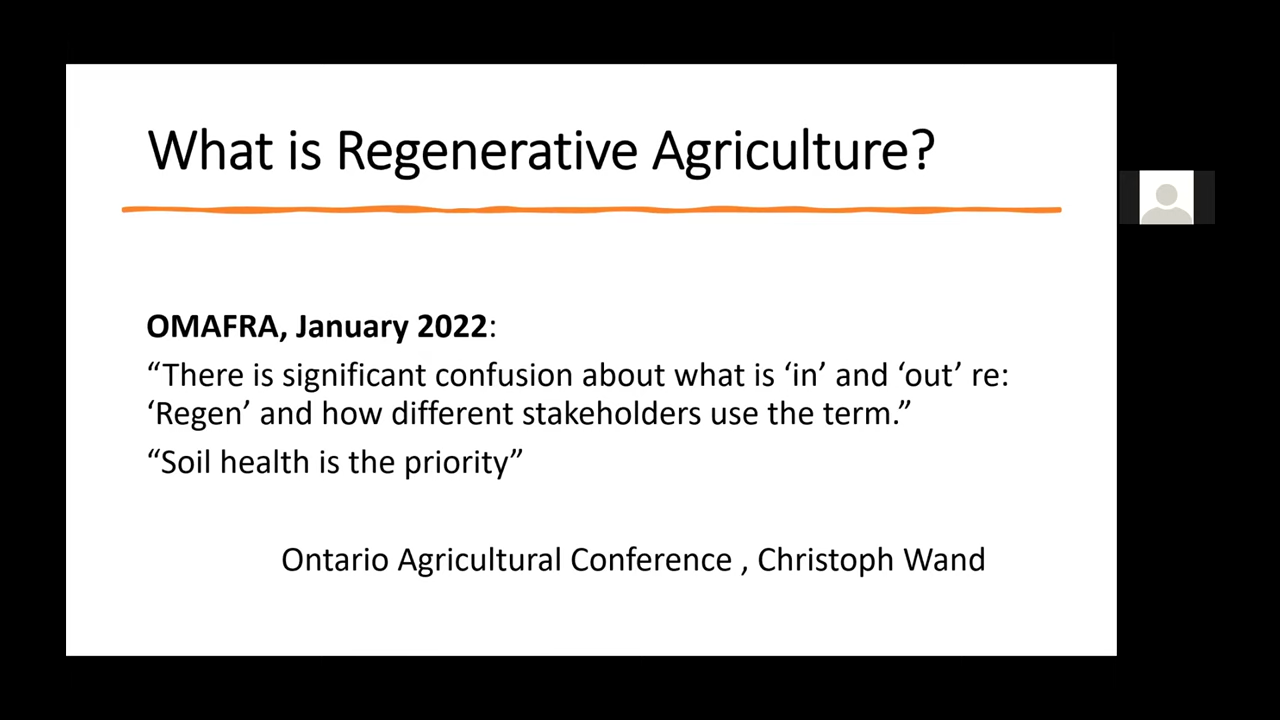 What is Regenerative Agriculture?
OMAFRA, January 2022:
“There is significant confusion about what is ‘in’ and ‘out’ re:
‘Regen’ and how different stakeholders use the term.”
“Soil health is the priority”
Ontario Agricultural Conference , Christoph Wand